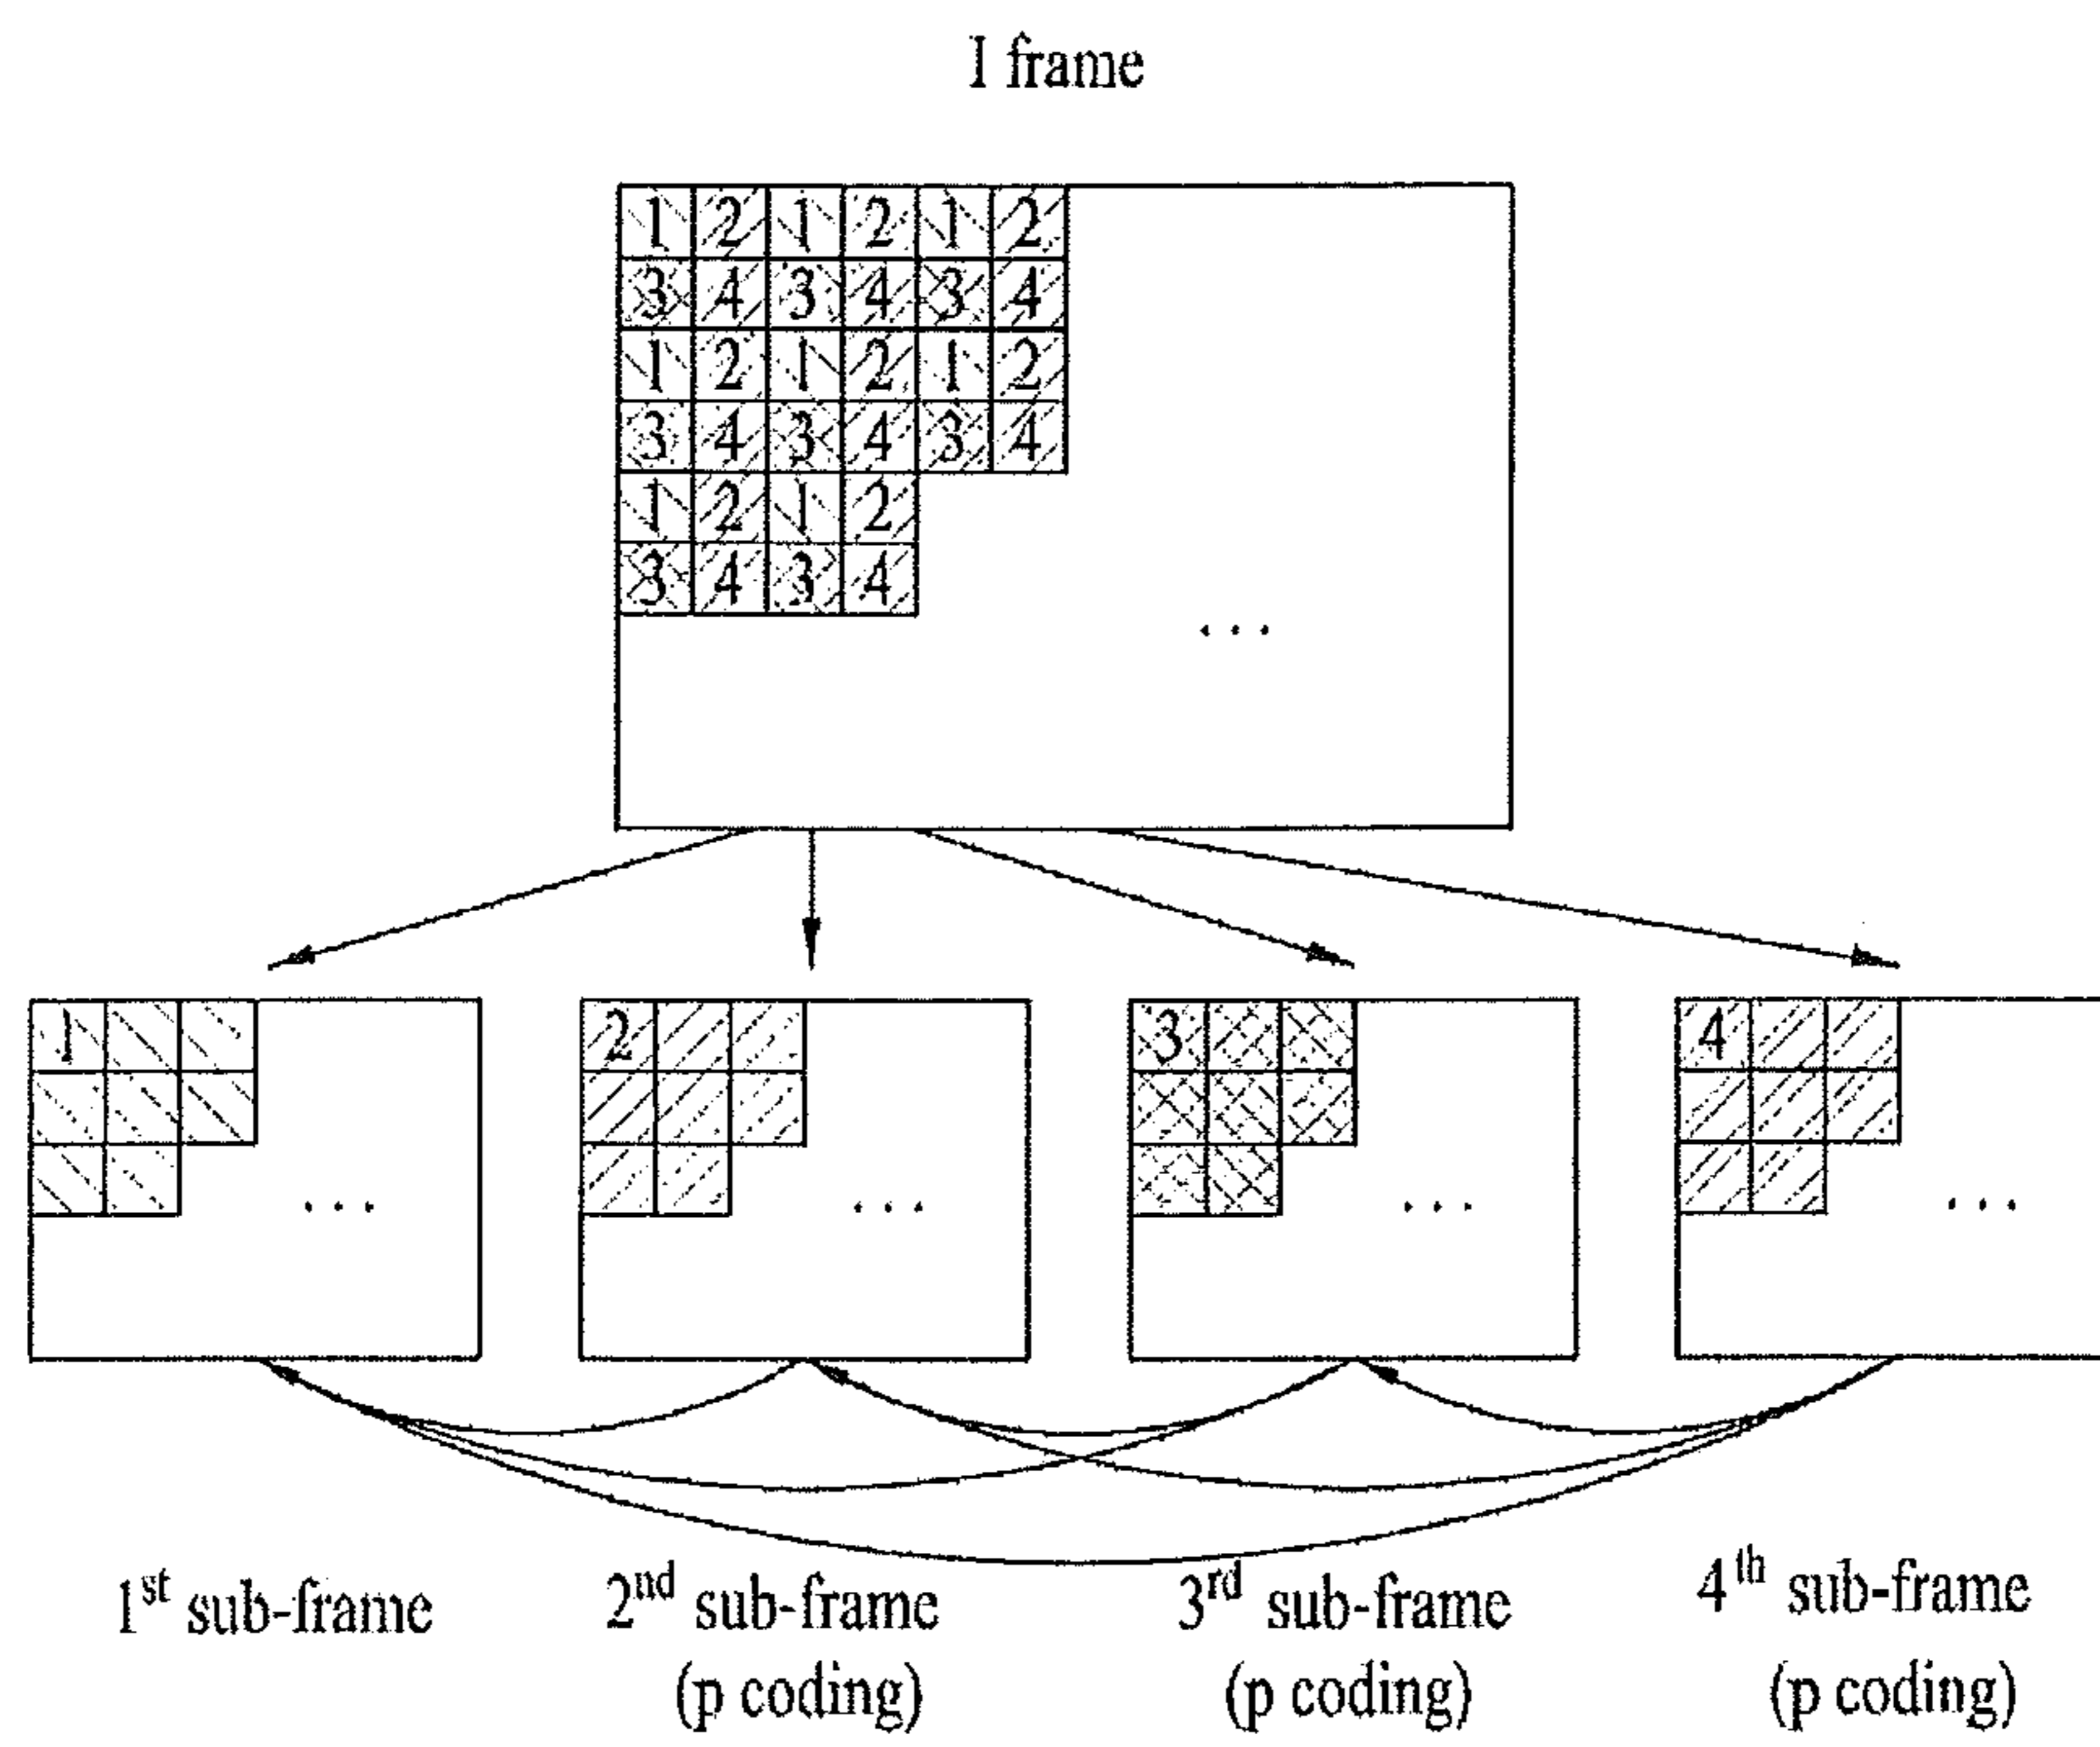 I frame
1 2 1 2 1 2
3 4 3 4 3 4
1 2 1 2 1 2
3 4 3 4 3 4
1 2 1 2
3 4 3 4
...
1 2 3 4
... ... ... ...
1st sub-frame 2nd sub-frame 3rd sub-frame 4th sub-frame
(p coding) (p coding) (p coding)